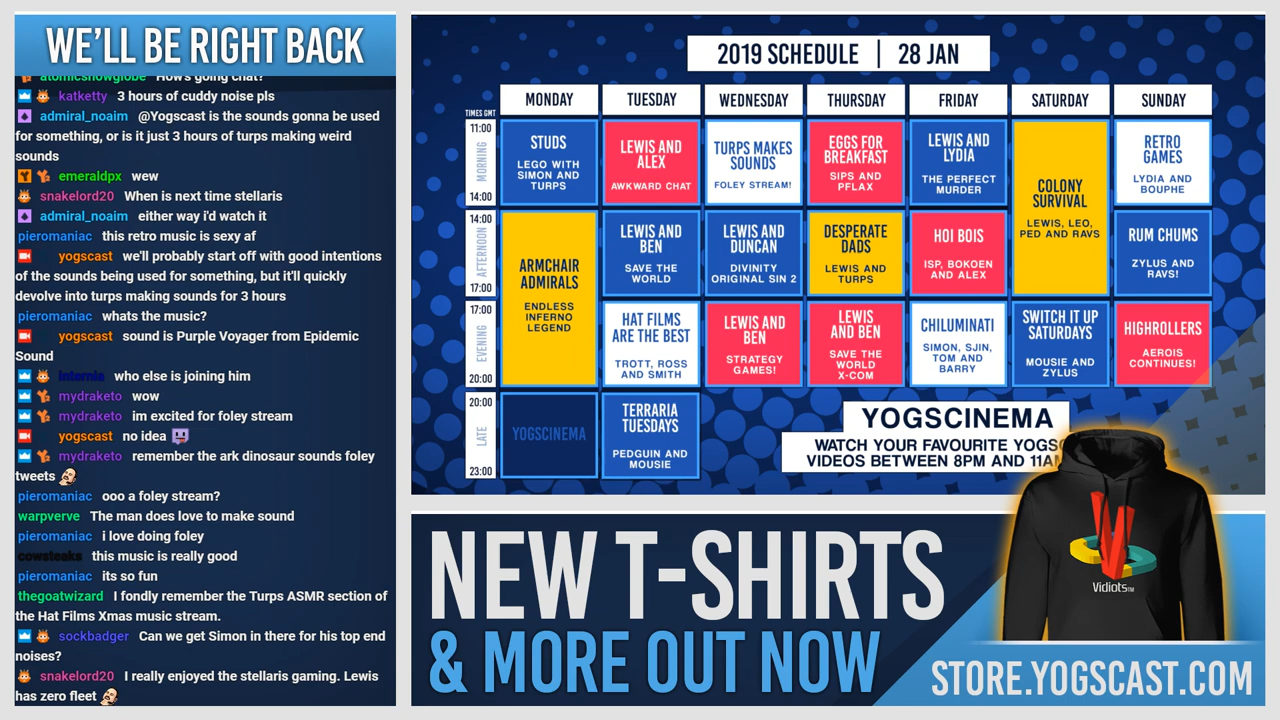 WE'LL BE RIGHT BACK
atomicsnowglobe How's going chat?
katketty 3 hours of cuddy noise pls
admiral_noaim @Yogscast is the sounds gonna be used
for something, or is it just 3 hours of turps making weird
sounds
emeraldpx wew
snakelord20 When is next time stellaris
admiral_noaim either way i'd watch it
pieromaniac this retro music is sexy af
yogscast we'll probably start off with good intentions
of the sounds being used for something, but it'll quickly
devolve into turps making sounds for 3 hours
pieromaniac whats the music?
yogscast sound is Purple Voyager from Epidemic
Sound
internia who else is joining him
mydraketo wow
mydraketo im excited for foley stream
yogscast no idea
mydraketo remember the ark dinosaur sounds foley
tweets
pieromaniac ooo a foley stream?
warpverve The man does love to make sound
pieromaniac i love doing foley
cowsteaks this music is really good
pieromaniac its so fun
thegoatwizard I fondly remember the Turps ASMR section of
the Hat Films Xmas music stream.
sockbadger Can we get Simon in there for his top end
noises?
snakelord20 I really enjoyed the stellaris gaming. Lewis
has zero fleet
2019 SCHEDULE | 28 JAN
TIMES GMT
MONDAY
TUESDAY
WEDNESDAY
THURSDAY
FRIDAY
SATURDAY
SUNDAY
11:00
MORNING
14:00
STUDS
LEGO WITH
SIMON AND
TURPS
LEWIS AND
ALEX
AWKWARD CHAT
TURPS MAKES
SOUNDS
FOLEY STREAM!
EGGS FOR
BREAKFAST
SIPS AND
PFLAX
LEWIS AND
LYDIA
THE PERFECT
MURDER
COLONY
SURVIVAL
LEWIS, LEO,
PED AND RAVS
RETRO
GAMES
LYDIA AND
BOUPHE
14:00
AFTERNOON
17:00
ARMCHAIR
ADMIRALS
ENDLESS
INFERNO
LEGEND
LEWIS AND
BEN
SAVE THE
WORLD
LEWIS AND
DUNCAN
DIVINITY
ORIGINAL SIN 2
DESPERATE
DADS
LEWIS AND
TURPS
HOI BOIS
ISP, BOKOEN
AND ALEX
RUM CHUMS
ZYLUS AND
RAVS!
17:00
EVENING
20:00
HAT FILMS
ARE THE BEST
TROTT, ROSS
AND SMITH
LEWIS AND
BEN
STRATEGY
GAMES!
LEWIS
AND BEN
SAVE THE
WORLD
X-COM
CHILUMINATI
SIMON, SJIN,
TOM AND
BARRY
SWITCH IT UP
SATURDAYS
MOUSIE AND
ZYLUS
HIGHROLLERS
AEROIS
CONTINUES!
20:00
LATE
23:00
YOGSCINEMA
TERRARIA
TUESDAYS
PEDGUIN AND
MOUSIE
YOGSCINEMA
WATCH YOUR FAVOURITE YOGSC
VIDEOS BETWEEN 8PM AND 11AM
Vidiots™
NEW T-SHIRTS
& MORE OUT NOW
STORE.YOGSCAST.COM